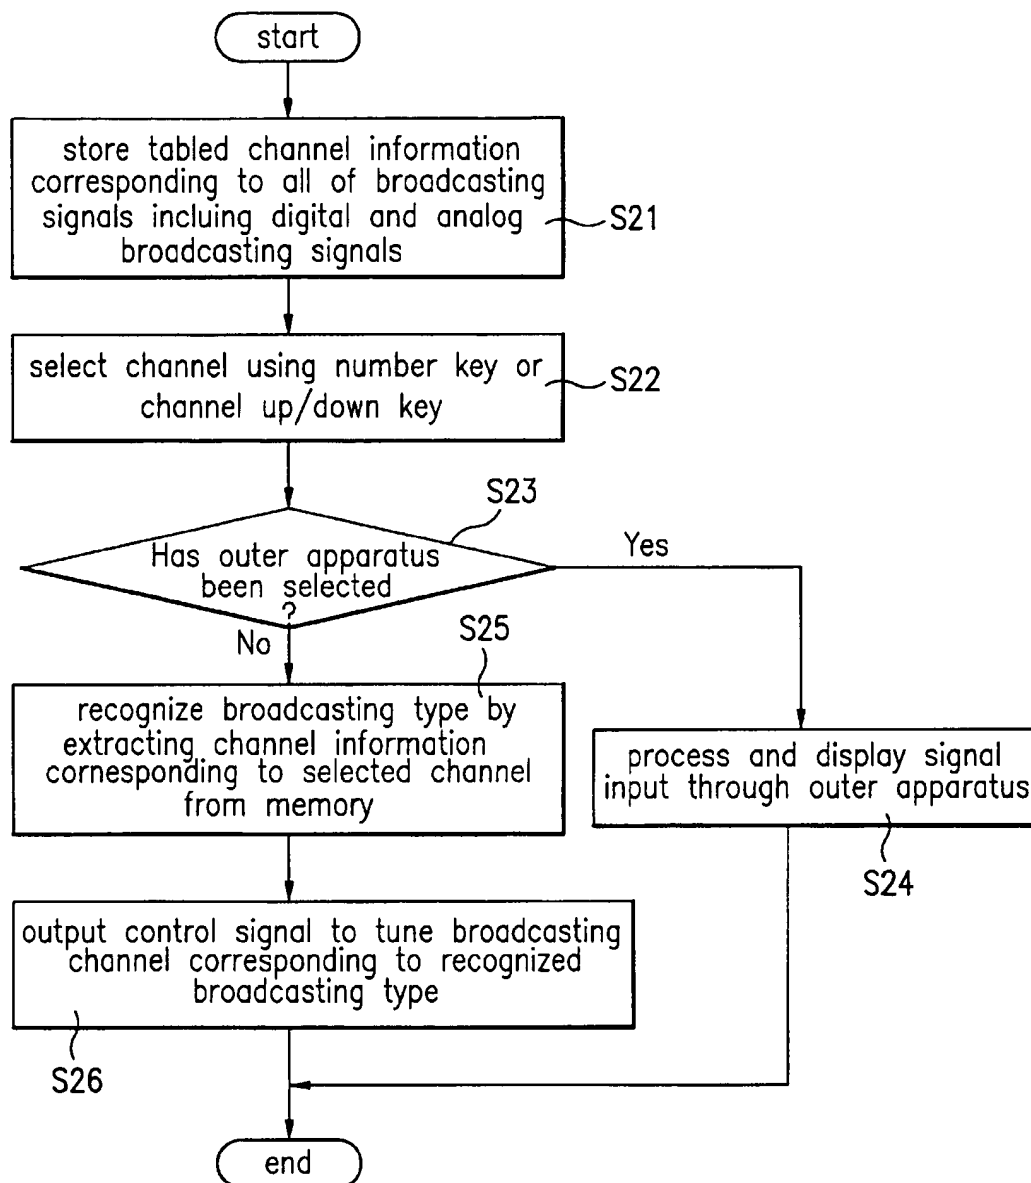 start
store tabled channel information
corresponding to all of broadcasting
signals incluing digital and analog
broadcasting signals
S21
select channel using number key or
channel up/down key
S22
S23
Has outer apparatus
been selected
?
Yes
No
S25
recognize broadcasting type by
extracting channel information
cornesponding to selected channel
from memory
process and display signal
input through outer apparatus
S24
output control signal to tune broadcasting
channel corresponding to recognized
broadcasting type
S26
end